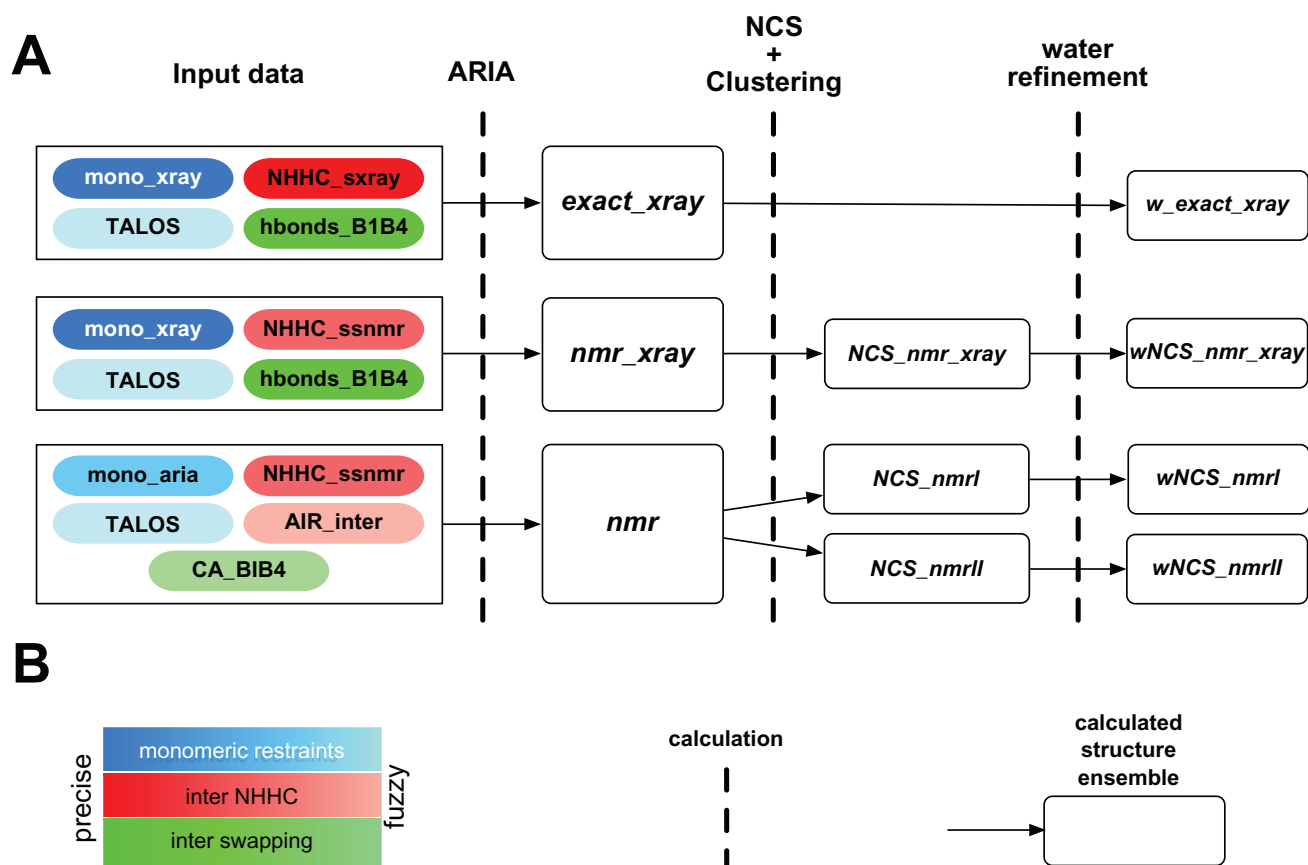 A
Input data
ARIA
NCS
+
Clustering
water
refinement
mono_xray
NHHC_sxray
TALOS
hbonds_B1B4
exact_xray
w_exact_xray
mono_xray
NHHC_ssnmr
TALOS
hbonds_B1B4
nmr_xray
NCS_nmr_xray
wNCS_nmr_xray
mono_aria
NHHC_ssnmr
TALOS
AIR_inter
CA_BIB4
nmr
NCS_nmrI
wNCS_nmrI
NCS_nmrII
wNCS_nmrII
B
precise
monomeric restraints
inter NHHC
inter swapping
fuzzy
calculation
calculated
structure
ensemble